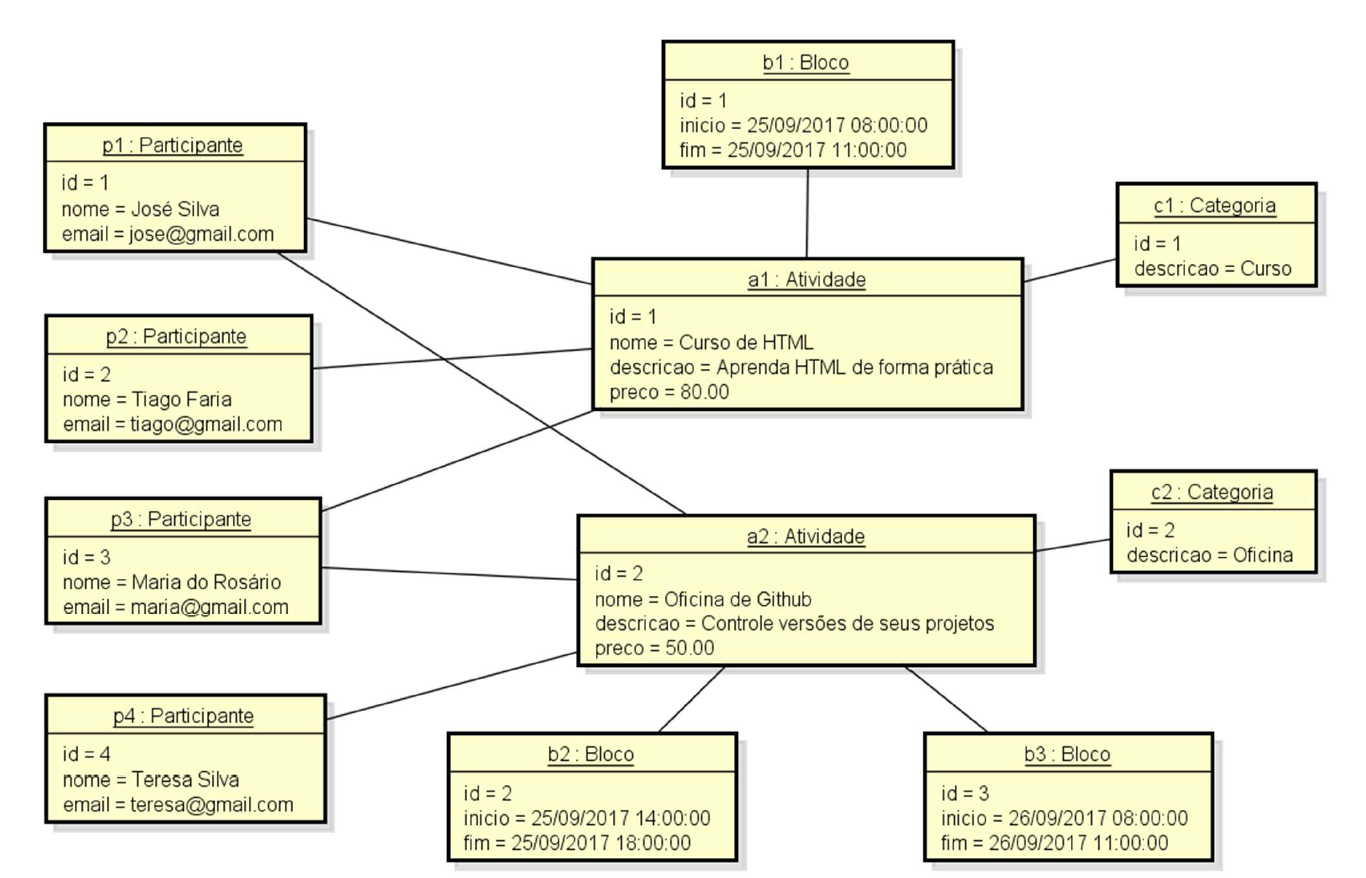 b1 : Bloco
id = 1
inicio = 25/09/2017 08:00:00
fim = 25/09/2017 11:00:00
p1 : Participante
id = 1
nome = José Silva
email = jose@gmail.com
c1 : Categoria
id = 1
descricao = Curso
a1 : Atividade
id = 1
nome = Curso de HTML
descricao = Aprenda HTML de forma prática
preco = 80.00
p2 : Participante
id = 2
nome = Tiago Faria
email = tiago@gmail.com
c2 : Categoria
id = 2
descricao = Oficina
p3 : Participante
id = 3
nome = Maria do Rosário
email = maria@gmail.com
a2 : Atividade
id = 2
nome = Oficina de Github
descricao = Controle versões de seus projetos
preco = 50.00
p4 : Participante
id = 4
nome = Teresa Silva
email = teresa@gmail.com
b2 : Bloco
id = 2
inicio = 25/09/2017 14:00:00
fim = 25/09/2017 18:00:00
b3 : Bloco
id = 3
inicio = 26/09/2017 08:00:00
fim = 26/09/2017 11:00:00